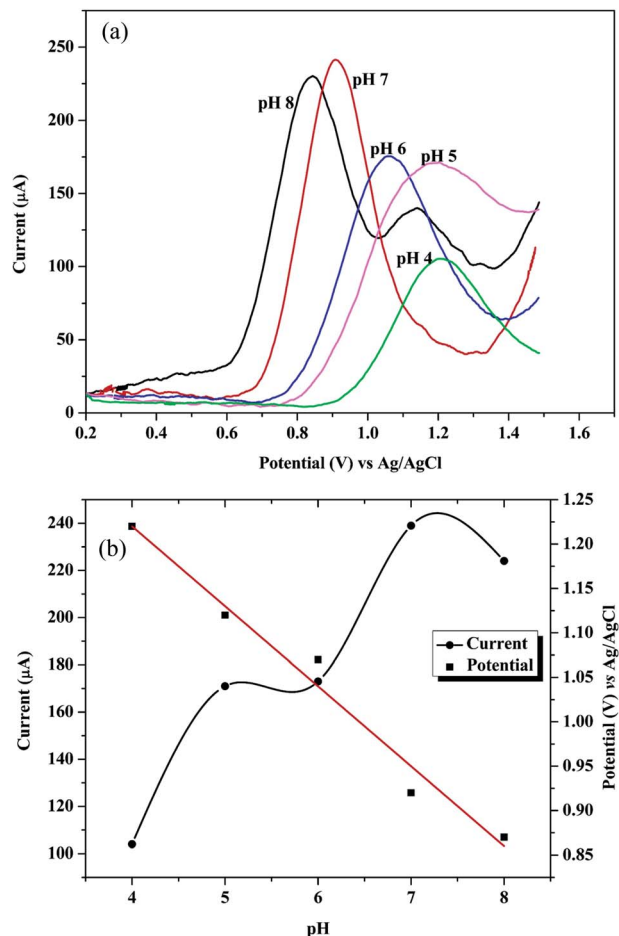 (a)
250
200
150
100
50
0
Current (μA)
pH 8
pH 7
pH 6
pH 5
pH 4
0.2 0.4 0.6 0.8 1.0 1.2 1.4 1.6
Potential (V) vs Ag/AgCl
(b)
240
220
200
180
160
140
120
100
Current (μA)
Current
Potential
1.25
1.20
1.15
1.10
1.05
1.00
0.95
0.90
0.85
Potential (V) vs Ag/AgCl
4 5 6 7 8
pH